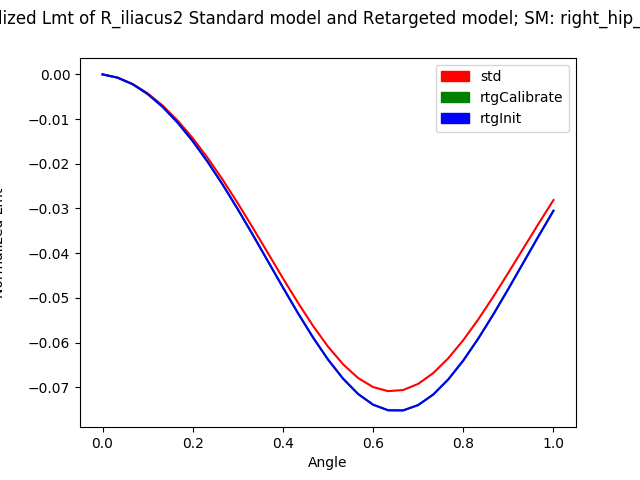 lized Lmt of R_iliacus2 Standard model and Retargeted model; SM: right_hip_
std
rtgCalibrate
rtgInit
0.00
−0.01
−0.02
−0.03
−0.04
−0.05
−0.06
−0.07
0.0
0.2
0.4
0.6
0.8
1.0
Angle